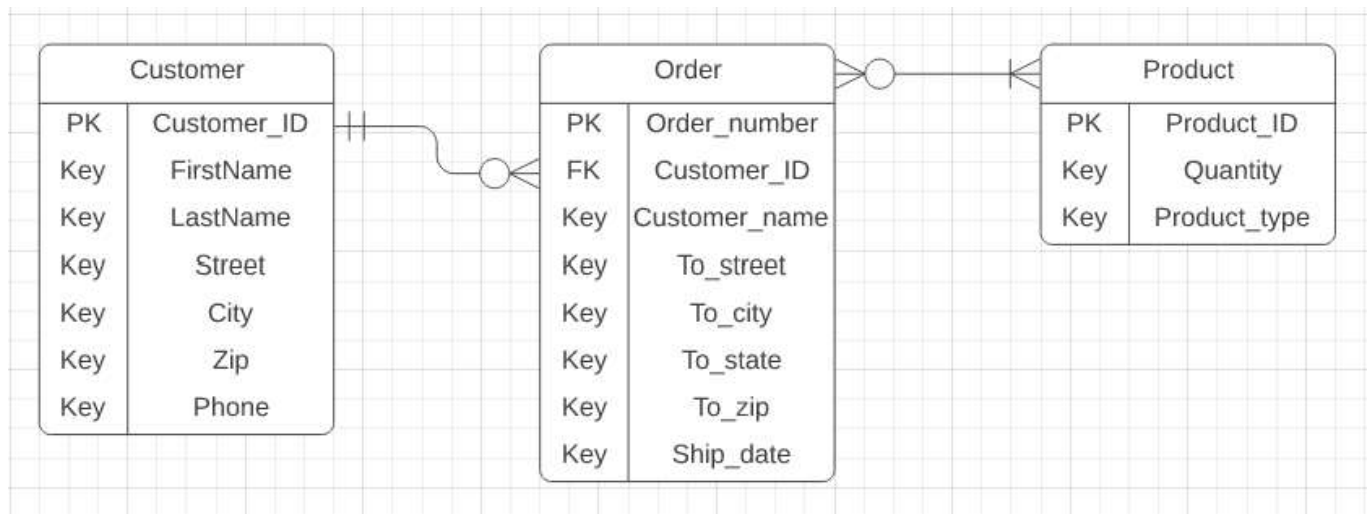 Customer
PK Customer_ID
Key FirstName
Key LastName
Key Street
Key City
Key Zip
Key Phone
Order
PK Order_number
FK Customer_ID
Key Customer_name
Key To_street
Key To_city
Key To_state
Key To_zip
Key Ship_date
Product
PK Product_ID
Key Quantity
Key Product_type